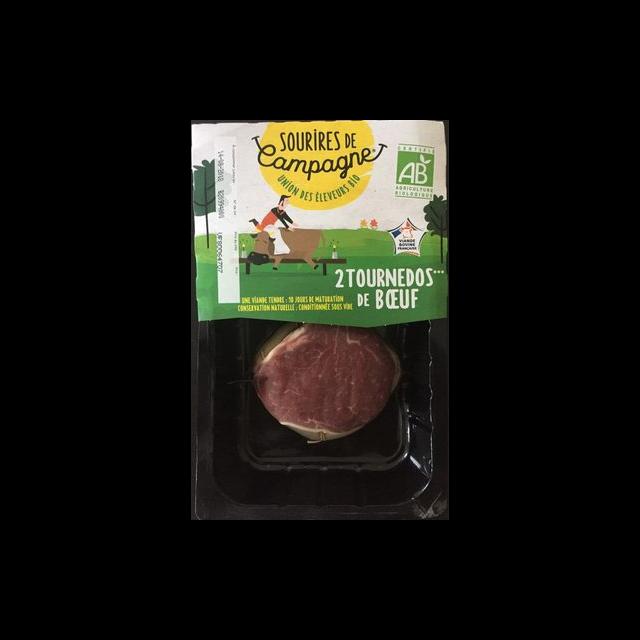 SOURIRES DE
Campagne
UNION DES ÉLEVEURS BIO
CERTIFIÉ
AB
AGRICULTURE
BIOLOGIQUE
VIANDE
BOVINE
FRANÇAISE
2 TOURNEDOS***
DE BŒUF
UNE VIANDE TENDRE : 10 JOURS DE MATURATION
CONSERVATION NATURELLE : CONDITIONNÉE SOUS VIDE